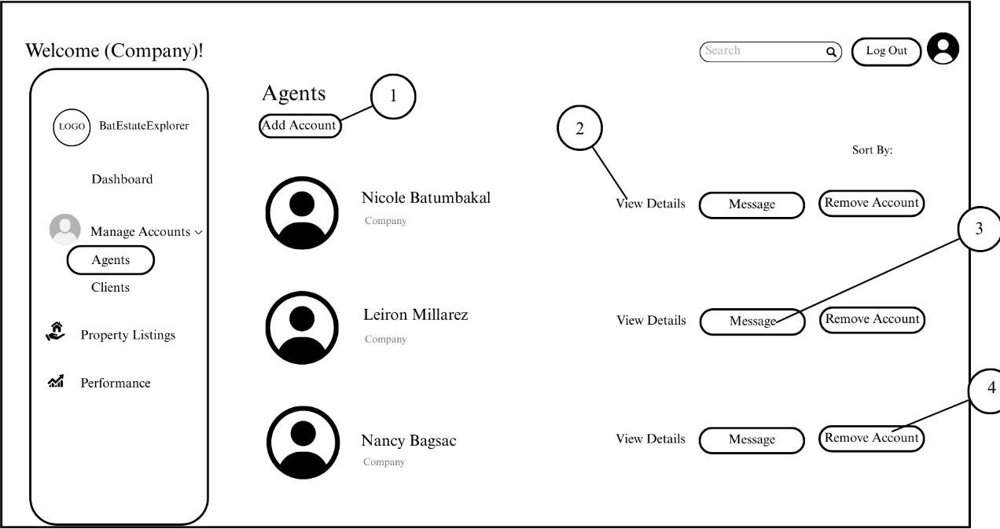 Welcome (Company)!
Search
Log Out
LOGO
BatEstateExplorer
Dashboard
Manage Accounts
Agents
Clients
Property Listings
Performance
Agents
1
Add Account
2
Sort By:
Nicole Batumbakal
Company
View Details
Message
Remove Account
3
Leiron Millarez
Company
View Details
Message
Remove Account
4
Nancy Bagsac
Company
View Details
Message
Remove Account